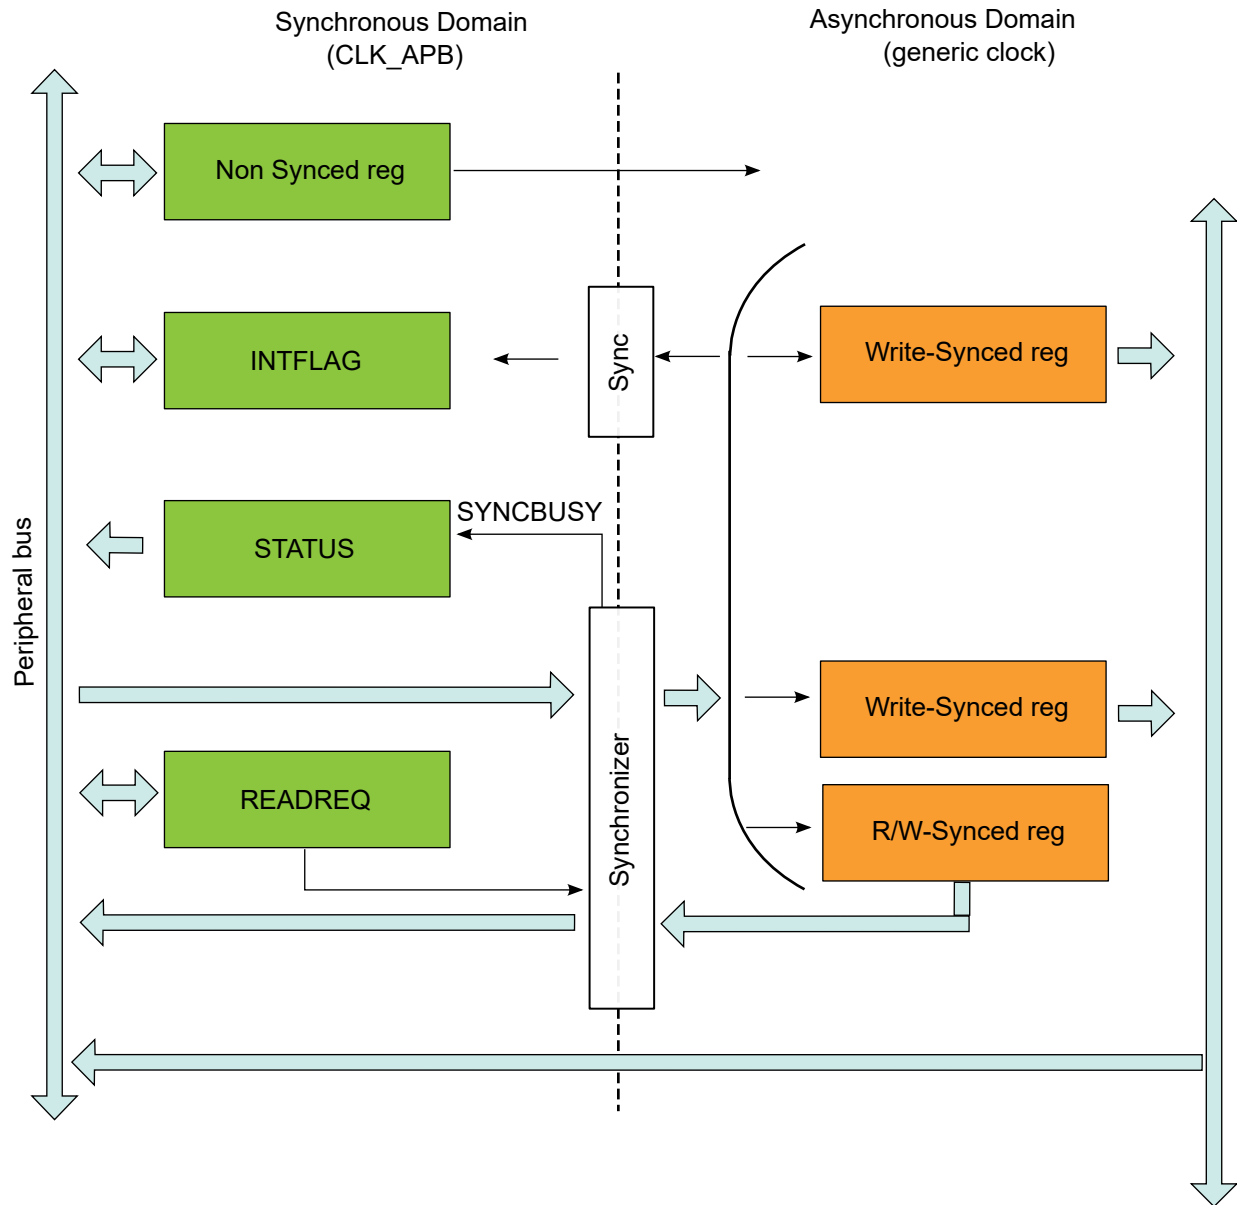 Synchronous Domain
(CLK_APB)
Asynchronous Domain
(generic clock)
Non Synced reg
INTFLAG
Sync
Write-Synced reg
SYNCBUSY
STATUS
Peripheral bus
Write-Synced reg
Synchronizer
READREQ
R/W-Synced reg